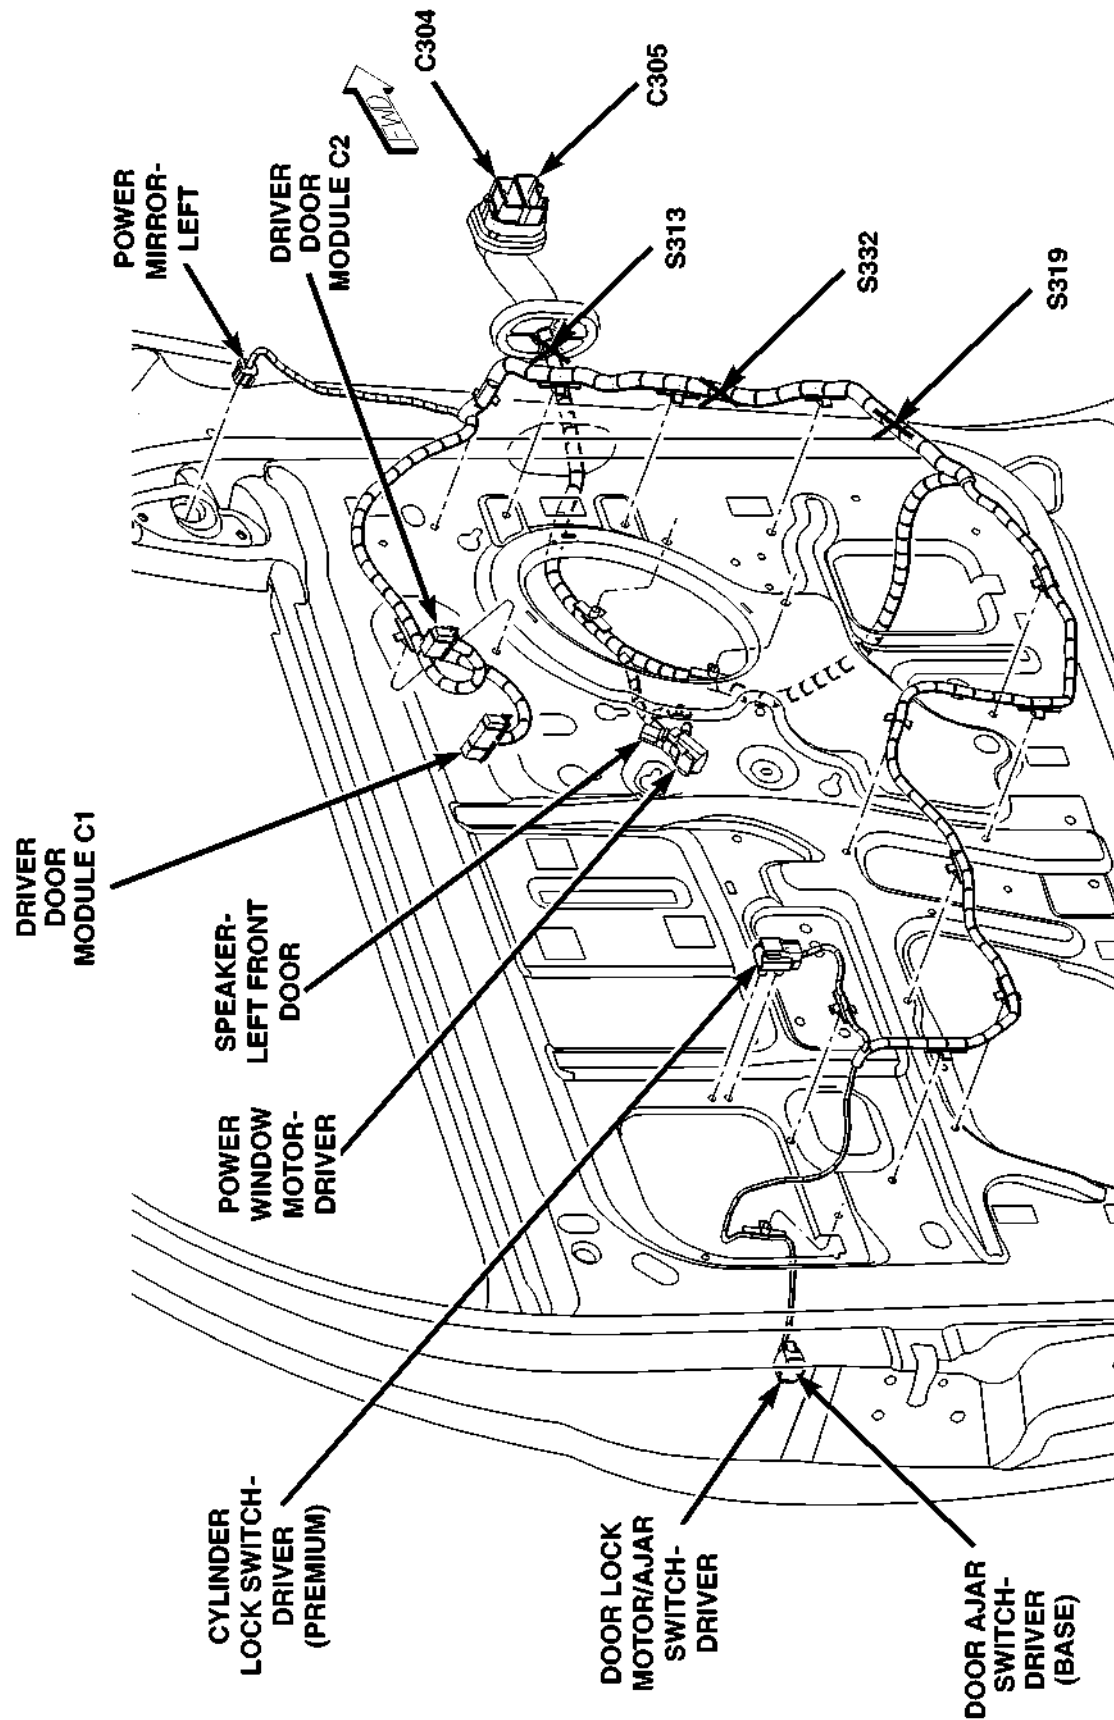 DRIVER
DOOR
MODULE C1
SPEAKER-
LEFT FRONT
DOOR
POWER
WINDOW
MOTOR-
DRIVER
CYLINDER
LOCK SWITCH-
DRIVER
(PREMIUM)
DOOR LOCK
MOTOR/AJAR
SWITCH-
DRIVER
DOOR AJAR
SWITCH-
DRIVER
(BASE)
POWER
MIRROR-
LEFT
DRIVER
DOOR
MODULE C2
FWD
C304
C305
S313
S332
S319